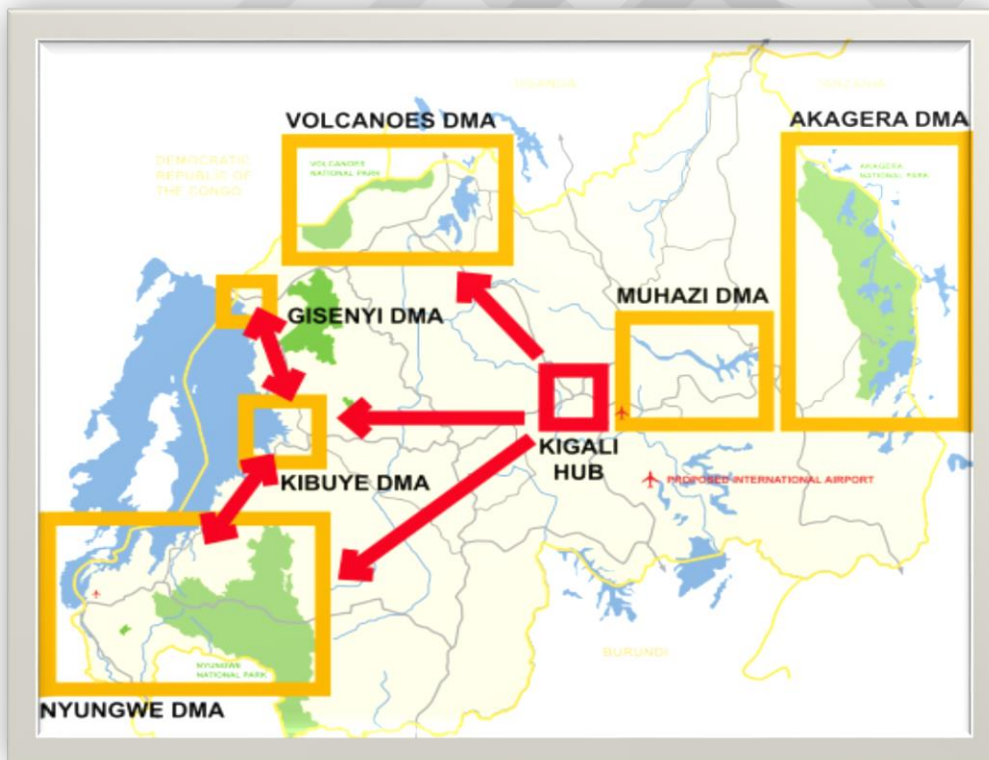 UGANDA
TANZANIA
VOLCANOES DMA
AKAGERA DMA
DEMOCRATIC
REPUBLIC OF
THE CONGO
VOLCANOES
NATIONAL PARK
AKAGERA
NATIONAL PARK
MUHAZI DMA
GISENYI DMA
KIGALI
HUB
KIBUYE DMA
PROPOSED INTERNATIONAL AIRPORT
BURUNDI
NYUNGWE
NATIONAL PARK
NYUNGWE DMA